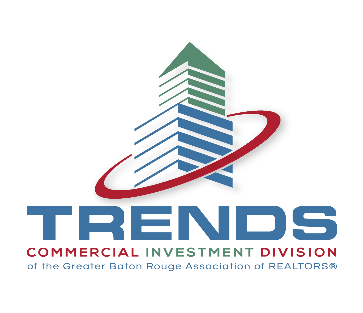 TRENDS
COMMERCIAL INVESTMENT DIVISION
of the Greater Baton Rouge Association of REALTORS®